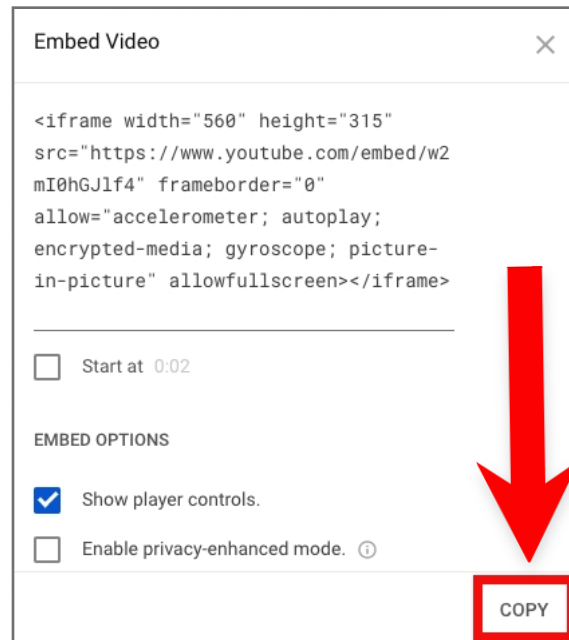 Embed Video
<iframe width="560" height="315"
src="https://www.youtube.com/embed/w2
mI0hGJlf4" frameborder="0"
allow="accelerometer; autoplay;
encrypted-media; gyroscope; picture-
in-picture" allowfullscreen></iframe>
Start at 0:02
EMBED OPTIONS
Show player controls.
Enable privacy-enhanced mode.
COPY